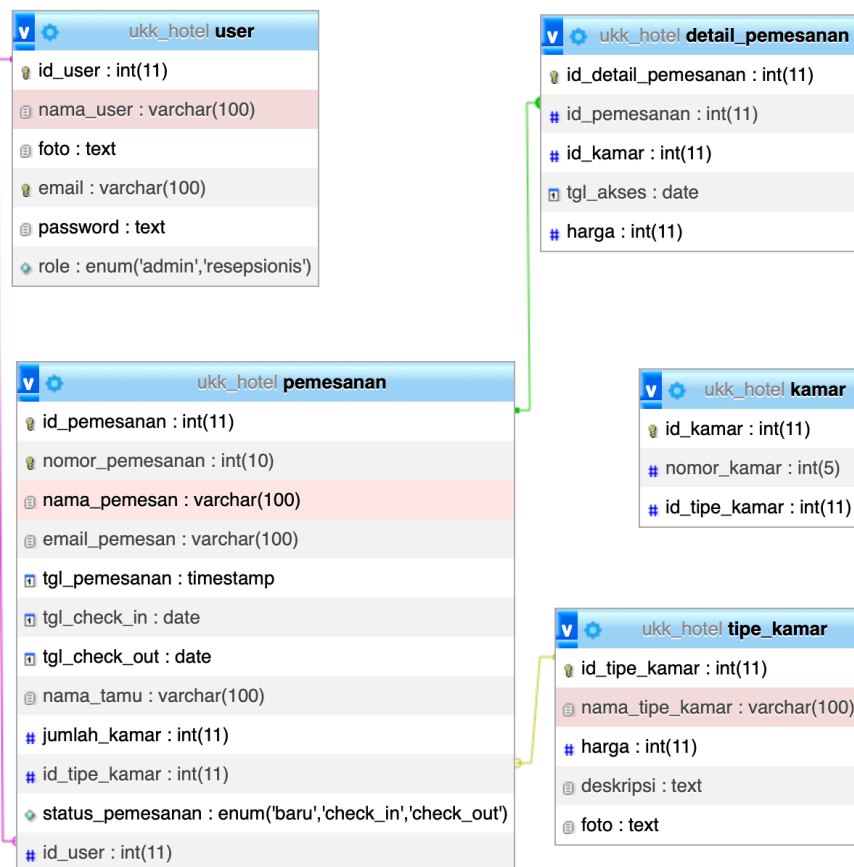 v ukk_hotel user
id_user : int(11)
nama_user : varchar(100)
foto : text
email : varchar(100)
password : text
role : enum('admin','resepsionis')
v ukk_hotel detail_pemesanan
id_detail_pemesanan : int(11)
# id_pemesanan : int(11)
# id_kamar : int(11)
tgl_akses : date
# harga : int(11)
v ukk_hotel pemesanan
id_pemesanan : int(11)
nomor_pemesanan : int(10)
nama_pemesan : varchar(100)
email_pemesan : varchar(100)
tgl_pemesanan : timestamp
tgl_check_in : date
tgl_check_out : date
nama_tamu : varchar(100)
# jumlah_kamar : int(11)
# id_tipe_kamar : int(11)
status_pemesanan : enum('baru','check_in','check_out')
# id_user : int(11)
v ukk_hotel kamar
id_kamar : int(11)
# nomor_kamar : int(5)
# id_tipe_kamar : int(11)
v ukk_hotel tipe_kamar
id_tipe_kamar : int(11)
nama_tipe_kamar : varchar(100)
# harga : int(11)
deskripsi : text
foto : text